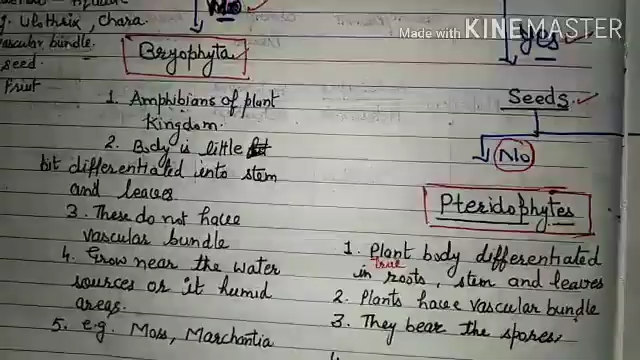 No
g. Ulothrix, chara.
vascular bundle.
seed.
fruit
Bryophyta
1. Amphibians of plant
Kingdom.
2. Body is little
bit differentiated into stem
and leaves
3. These do not have
vascular bundle
4. Grow near the water
sources or it humid
areas.
5. e.g. Moss, Marchantia
Made with KINEMASTER
Yes
Seeds
No
Pteridophytes
1. Plant body differentiated
in true roots, stem and leaves
2. Plants have vascular bundle
3. They bear the spores.